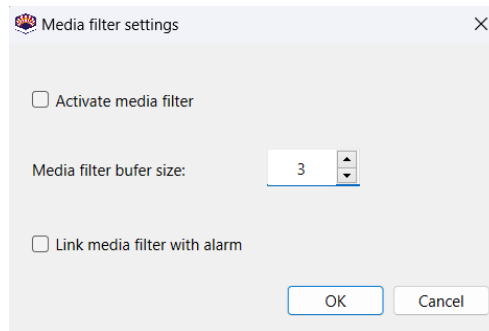 Media filter settings
Activate media filter
Media filter bufer size: 3
Link media filter with alarm
OK Cancel